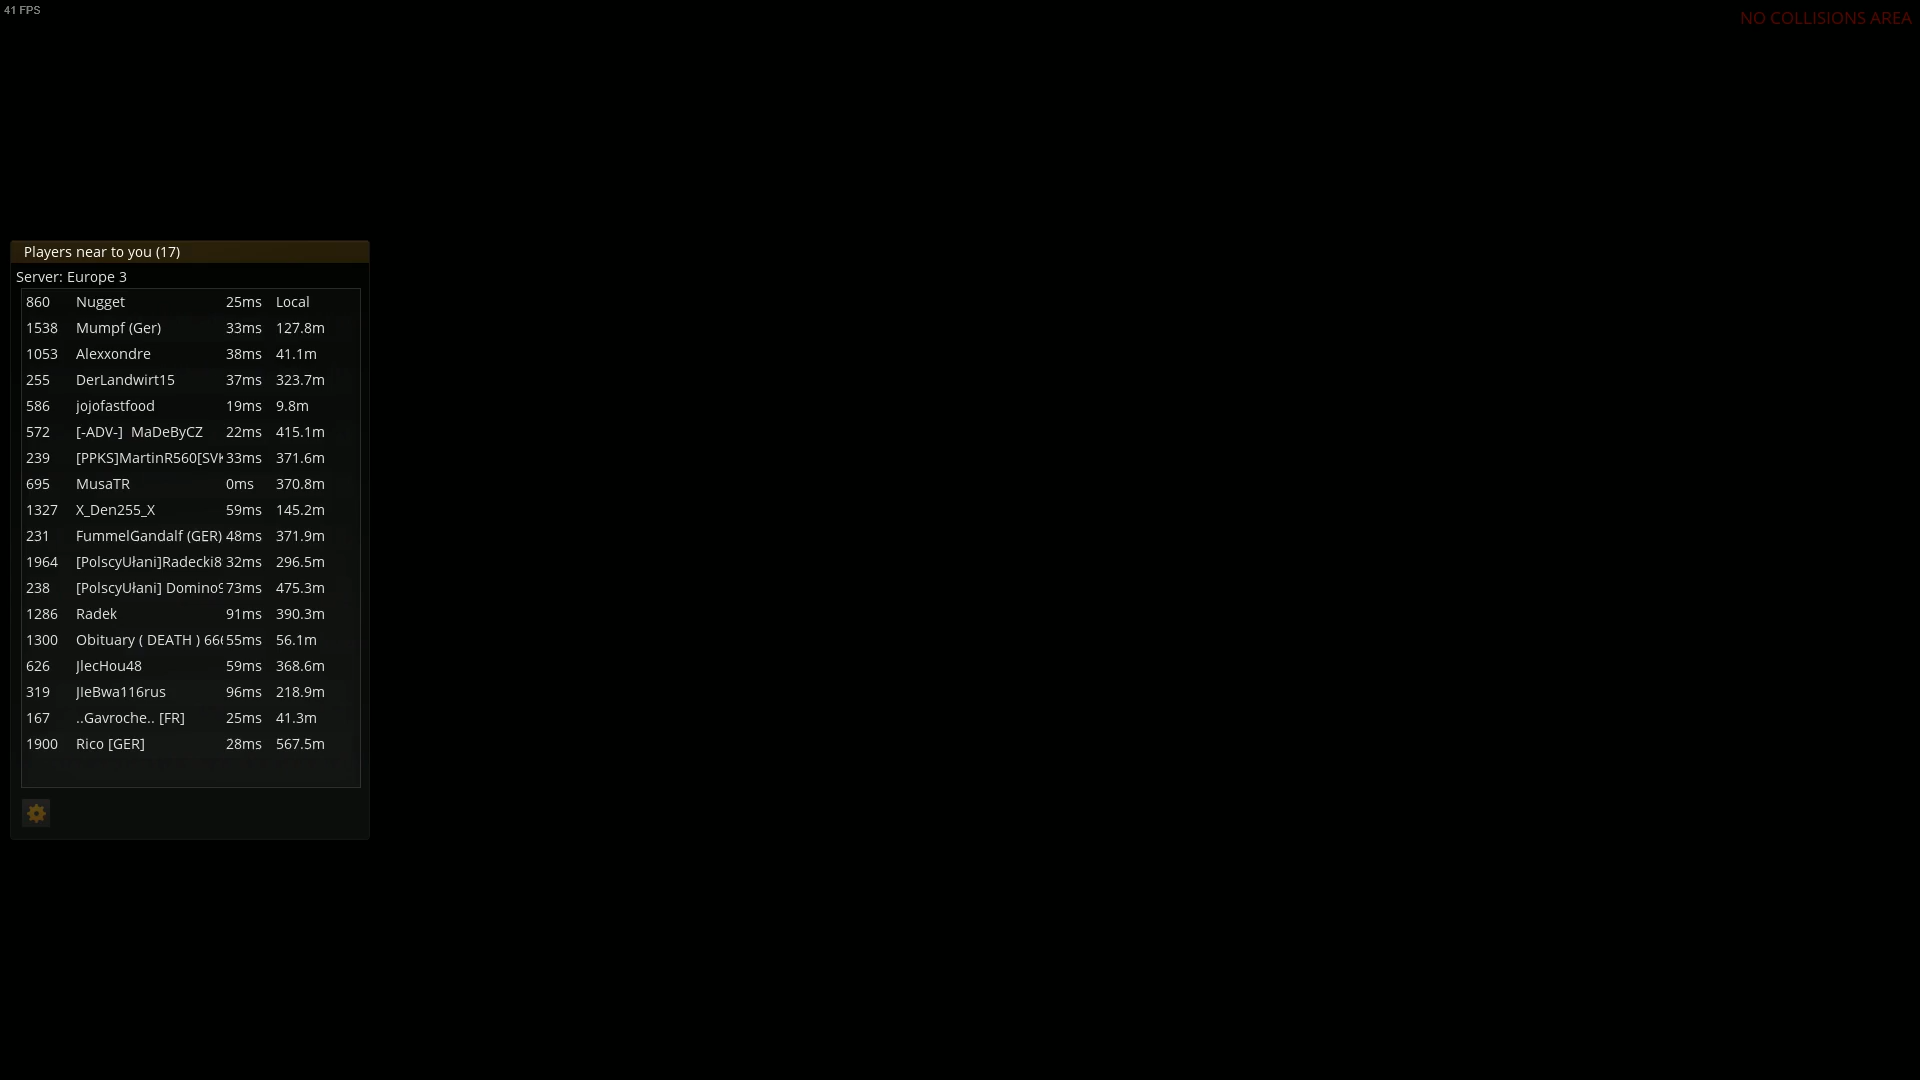 41 FPS
NO COLLISIONS AREA
Players near to you (17)
Server: Europe 3
860 Nugget 25ms Local
1538 Mumpf (Ger) 33ms 127.8m
1053 Alexxondre 38ms 41.1m
255 DerLandwirt15 37ms 323.7m
586 jojofastfood 19ms 9.8m
572 [-ADV-]  MaDeByCZ 22ms 415.1m
239 [PPKS]MartinR560[SVK 33ms 371.6m
695 MusaTR 0ms 370.8m
1327 X_Den255_X 59ms 145.2m
231 FummelGandalf (GER) 48ms 371.9m
1964 [PolscyUłani]Radecki8 32ms 296.5m
238 [PolscyUłani] Domino9 73ms 475.3m
1286 Radek 91ms 390.3m
1300 Obituary ( DEATH ) 666 55ms 56.1m
626 JlecHou48 59ms 368.6m
319 JIeBwa116rus 96ms 218.9m
167 ..Gavroche.. [FR] 25ms 41.3m
1900 Rico [GER] 28ms 567.5m